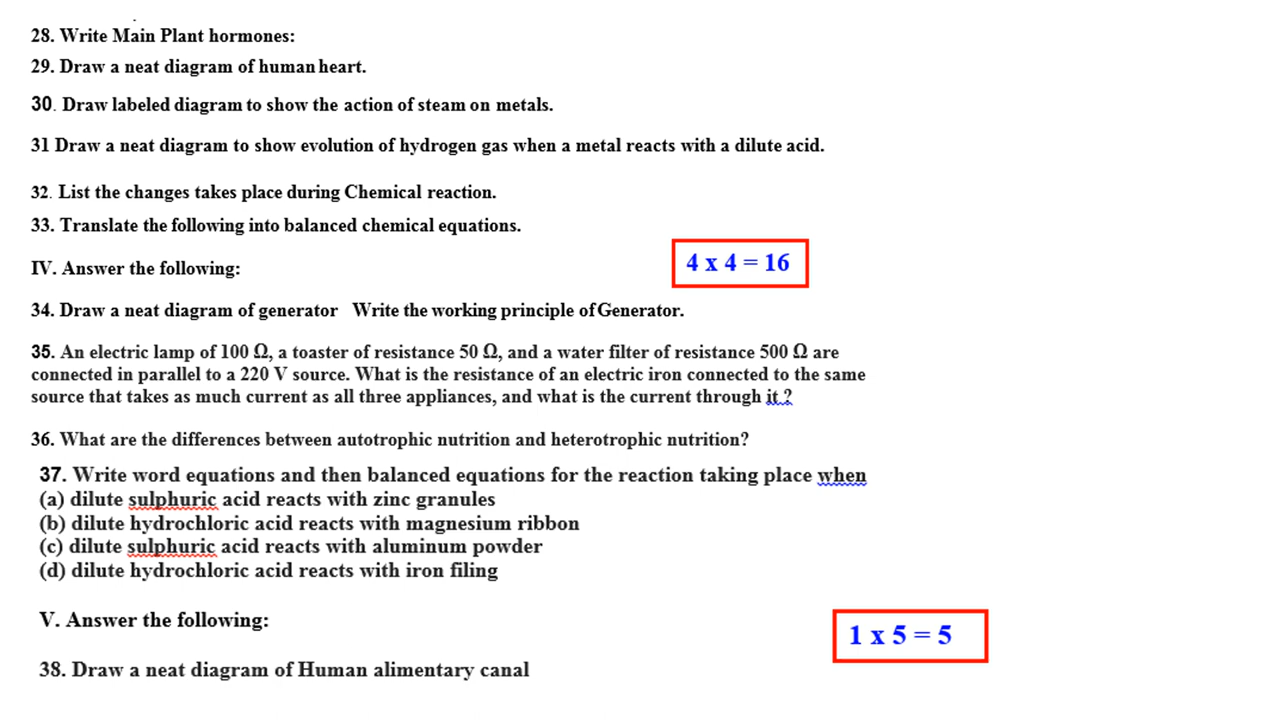 28. Write Main Plant hormones:
29. Draw a neat diagram of human heart.
30. Draw labeled diagram to show the action of steam on metals.
31 Draw a neat diagram to show evolution of hydrogen gas when a metal reacts with a dilute acid.
32. List the changes takes place during Chemical reaction.
33. Translate the following into balanced chemical equations.
IV. Answer the following:
4 x 4 = 16
34. Draw a neat diagram of generator Write the working principle of Generator.
35. An electric lamp of 100 Ω, a toaster of resistance 50 Ω, and a water filter of resistance 500 Ω are
connected in parallel to a 220 V source. What is the resistance of an electric iron connected to the same
source that takes as much current as all three appliances, and what is the current through it ?
36. What are the differences between autotrophic nutrition and heterotrophic nutrition?
37. Write word equations and then balanced equations for the reaction taking place when
(a) dilute sulphuric acid reacts with zinc granules
(b) dilute hydrochloric acid reacts with magnesium ribbon
(c) dilute sulphuric acid reacts with aluminum powder
(d) dilute hydrochloric acid reacts with iron filing
V. Answer the following:
1 x 5 = 5
38. Draw a neat diagram of Human alimentary canal